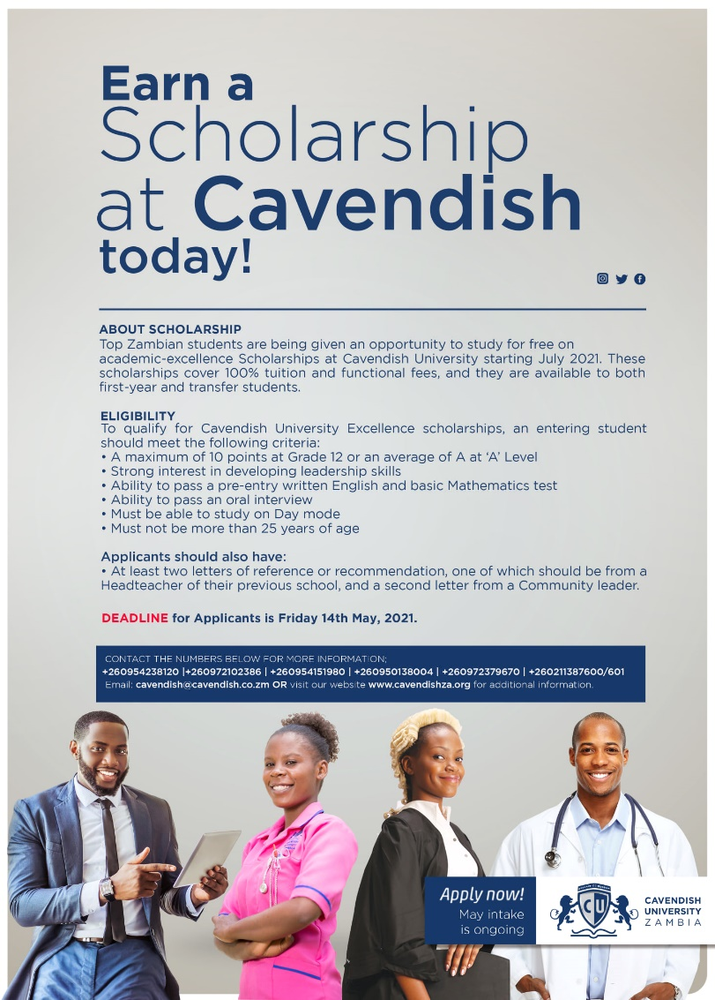 Earn a
Scholarship
at Cavendish
today!
ABOUT SCHOLARSHIP
Top Zambian students are being given an opportunity to study for free on
academic-excellence Scholarships at Cavendish University starting July 2021. These
scholarships cover 100% tuition and functional fees, and they are available to both
first-year and transfer students.
ELIGIBILITY
To qualify for Cavendish University Excellence scholarships, an entering student
should meet the following criteria:
• A maximum of 10 points at Grade 12 or an average of A at ‘A’ Level
• Strong interest in developing leadership skills
• Ability to pass a pre-entry written English and basic Mathematics test
• Ability to pass an oral interview
• Must be able to study on Day mode
• Must not be more than 25 years of age
Applicants should also have:
• At least two letters of reference or recommendation, one of which should be from a
Headteacher of their previous school, and a second letter from a Community leader.
DEADLINE for Applicants is Friday 14th May, 2021.
CONTACT THE NUMBERS BELOW FOR MORE INFORMATION;
+260954238120 |+260972102386 | +260954151980 | +260950138004 | +260972379670 | +260211387600/601
Email: cavendish@cavendish.co.zm OR visit our website www.cavendishza.org for additional information.
Apply now!
May intake
is ongoing
CU
CAVENDISH
UNIVERSITY
ZAMBIA